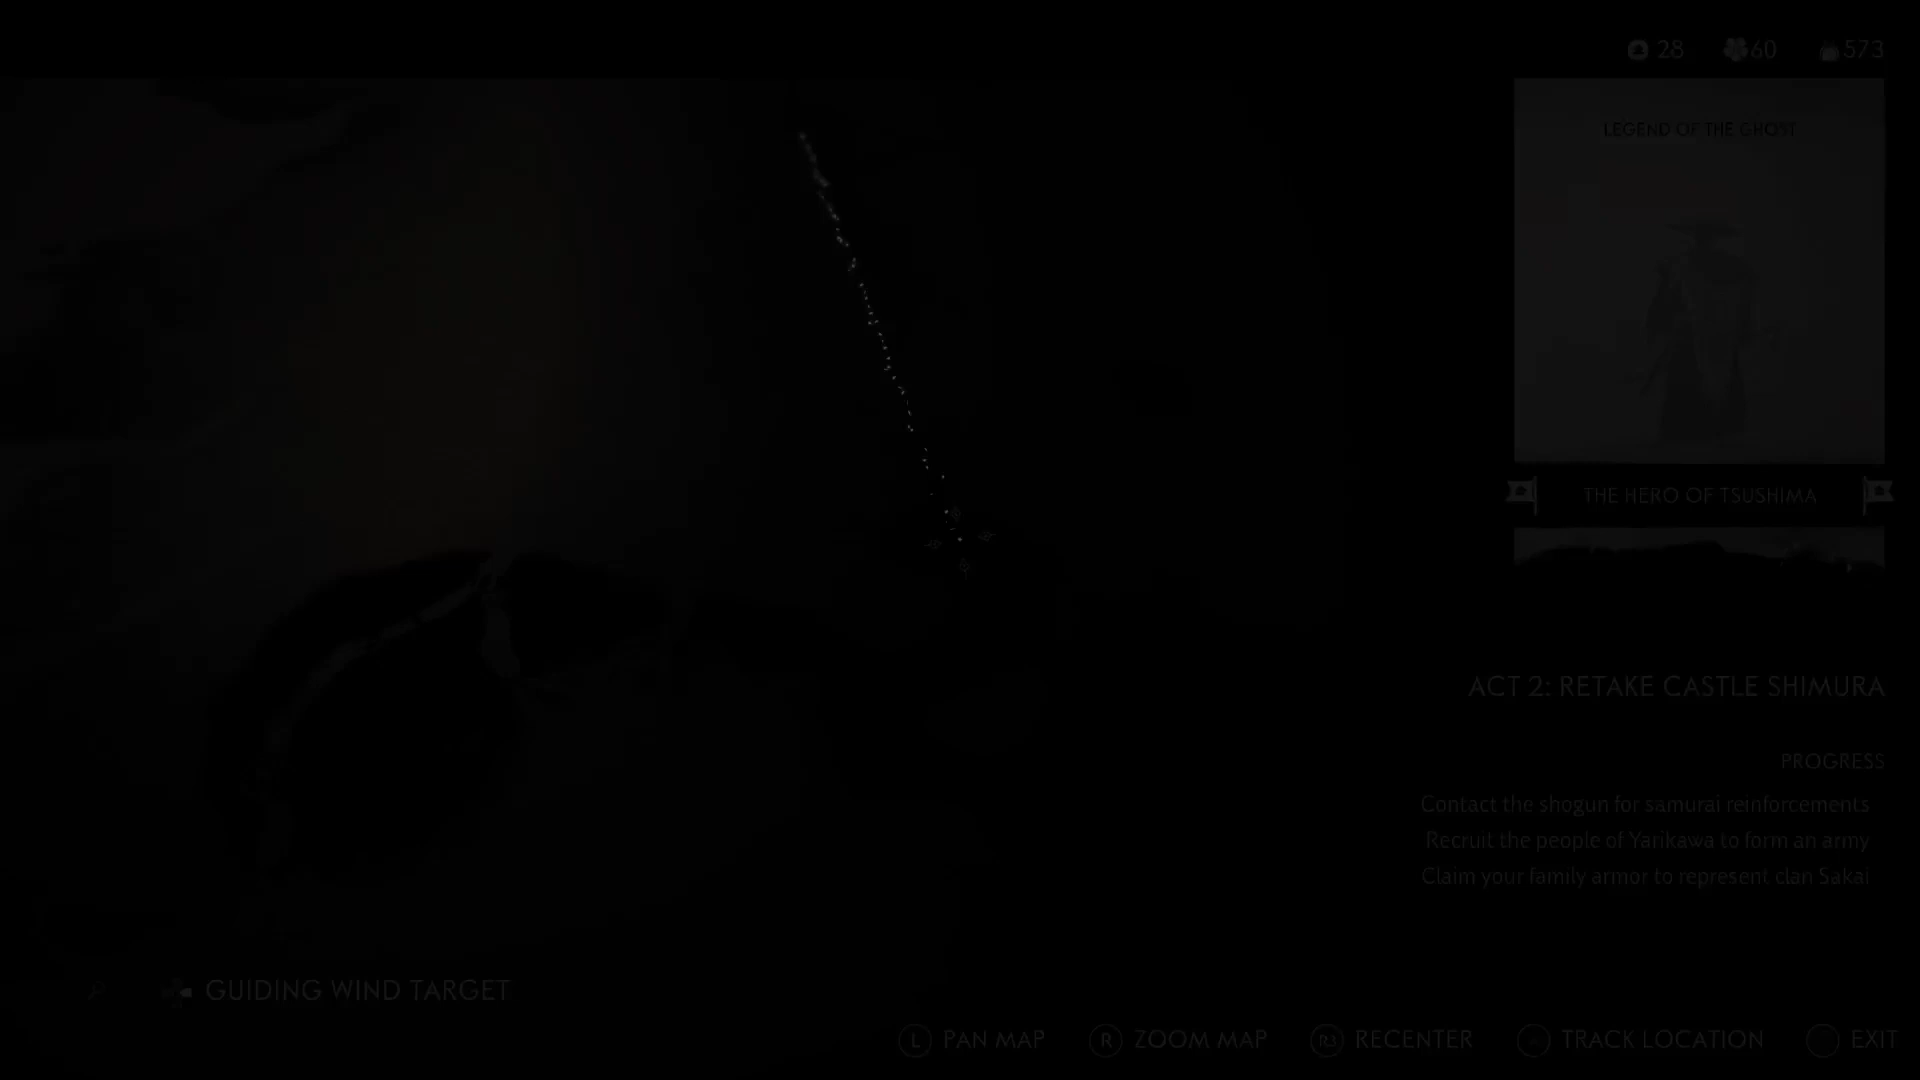 28 60 573
LEGEND OF THE GHOST
THE HERO OF TSUSHIMA
ACT 2: RETAKE CASTLE SHIMURA
PROGRESS
Contact the shogun for samurai reinforcements
Recruit the people of Yarikawa to form an army
Claim your family armor to represent clan Sakai
GUIDING WIND TARGET
L PAN MAP R ZOOM MAP R3 RECENTER TRACK LOCATION EXIT